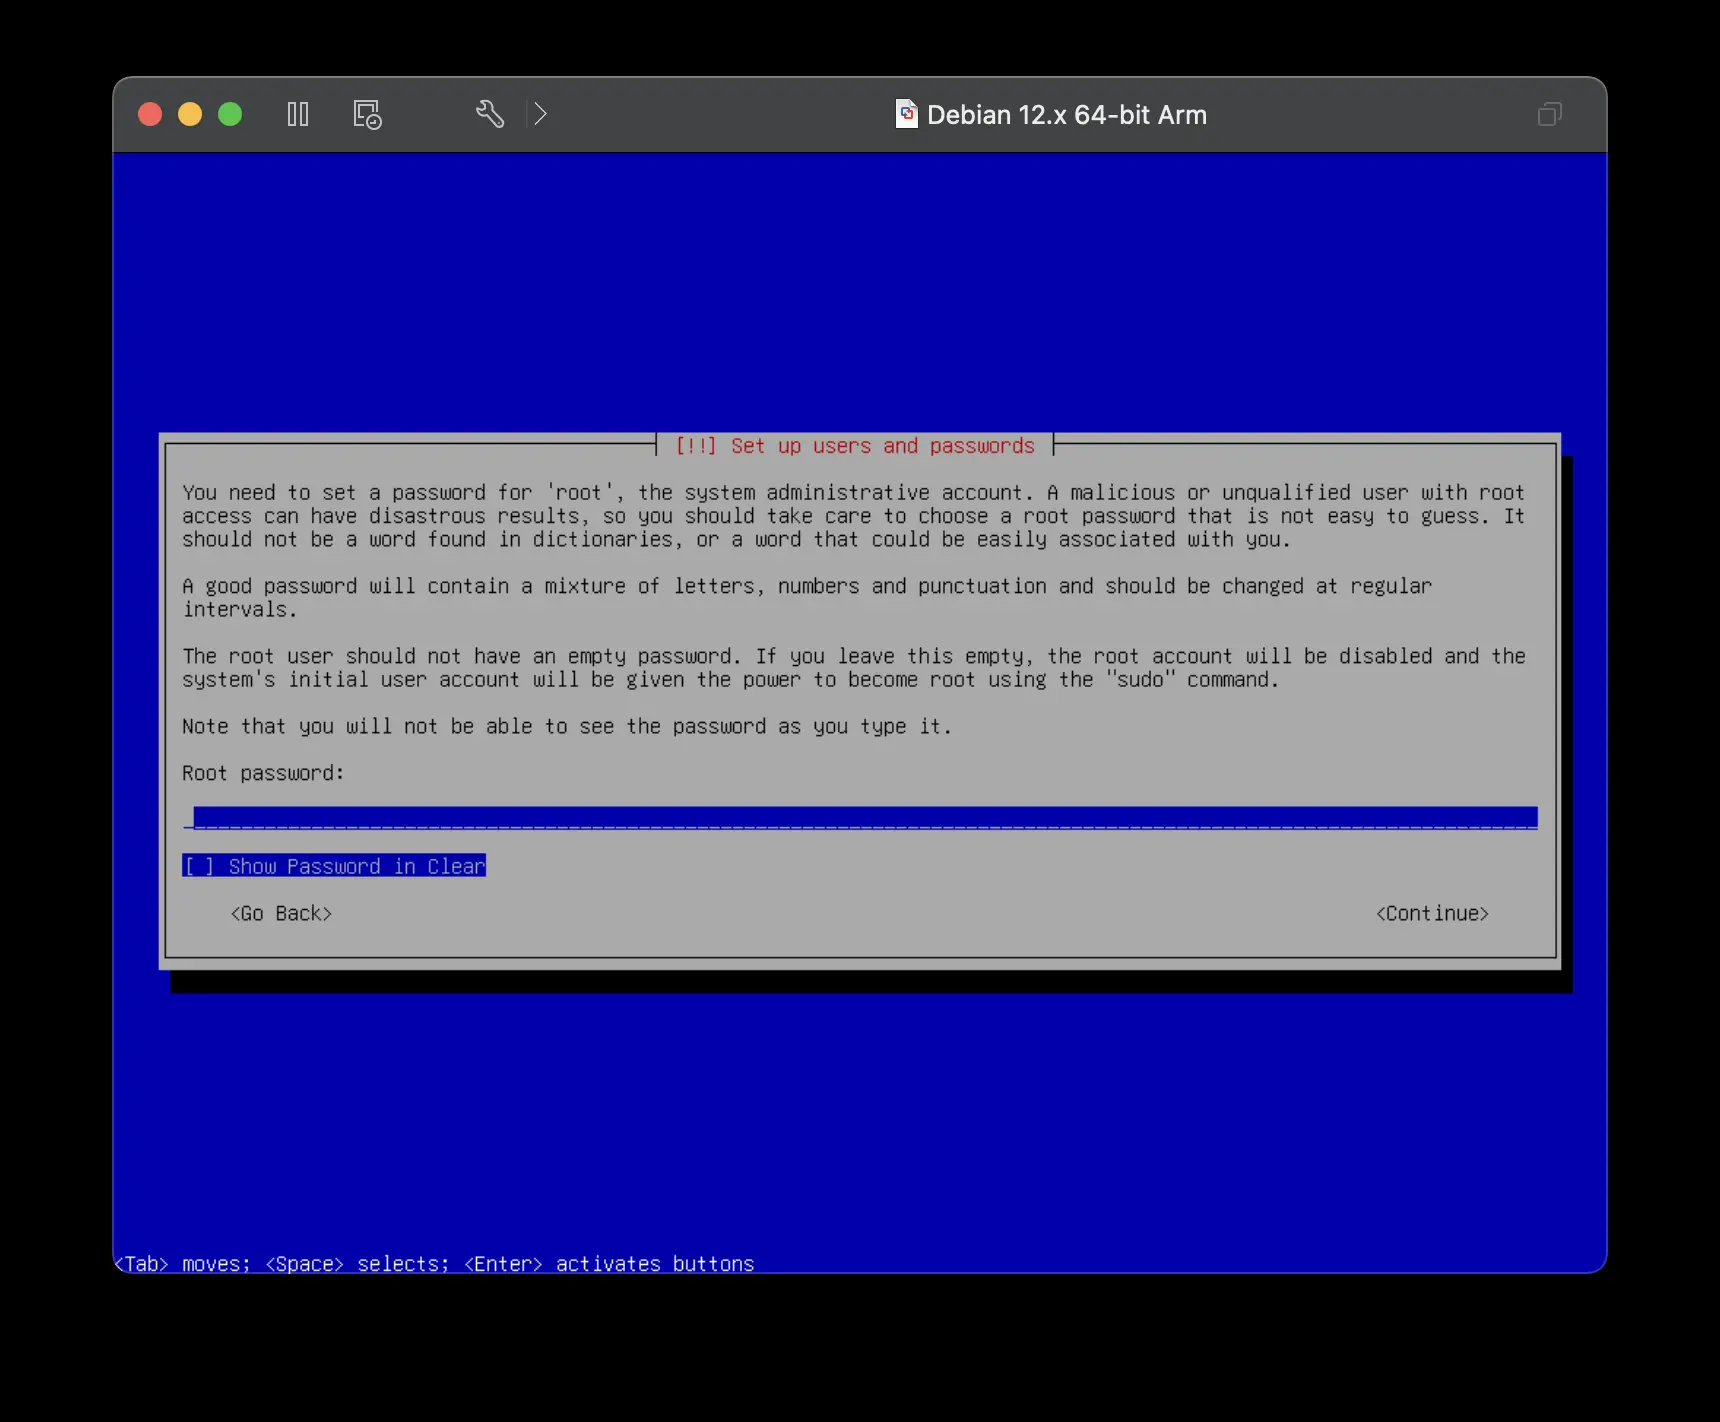 Debian 12.x 64-bit Arm
[!!] Set up users and passwords
You need to set a password for 'root', the system administrative account. A malicious or unqualified user with root
access can have disastrous results, so you should take care to choose a root password that is not easy to guess. It
should not be a word found in dictionaries, or a word that could be easily associated with you.
A good password will contain a mixture of letters, numbers and punctuation and should be changed at regular
intervals.
The root user should not have an empty password. If you leave this empty, the root account will be disabled and the
system's initial user account will be given the power to become root using the "sudo" command.
Note that you will not be able to see the password as you type it.
Root password:
[ ] Show Password in Clear
<Go Back> <Continue>
<Tab> moves; <Space> selects; <Enter> activates buttons